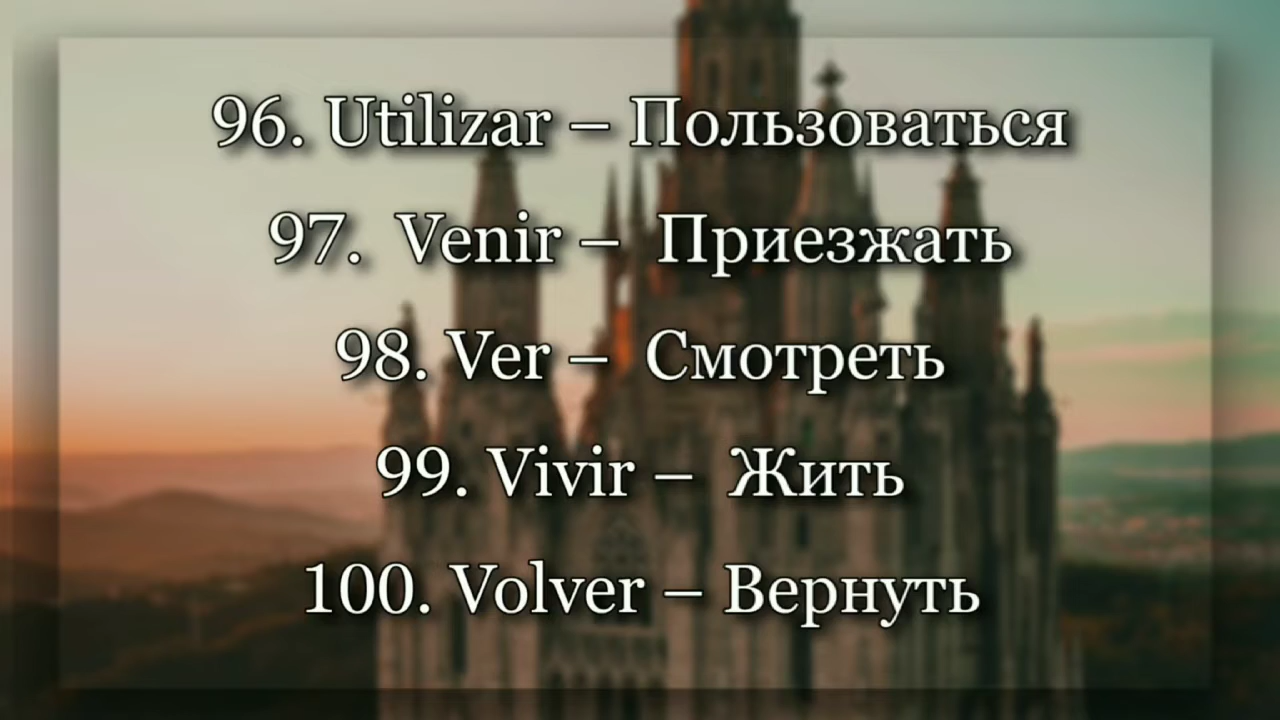 96. Utilizar – Пользоваться
97. Venir – Приезжать
98. Ver – Смотреть
99. Vivir – Жить
100. Volver – Вернуть